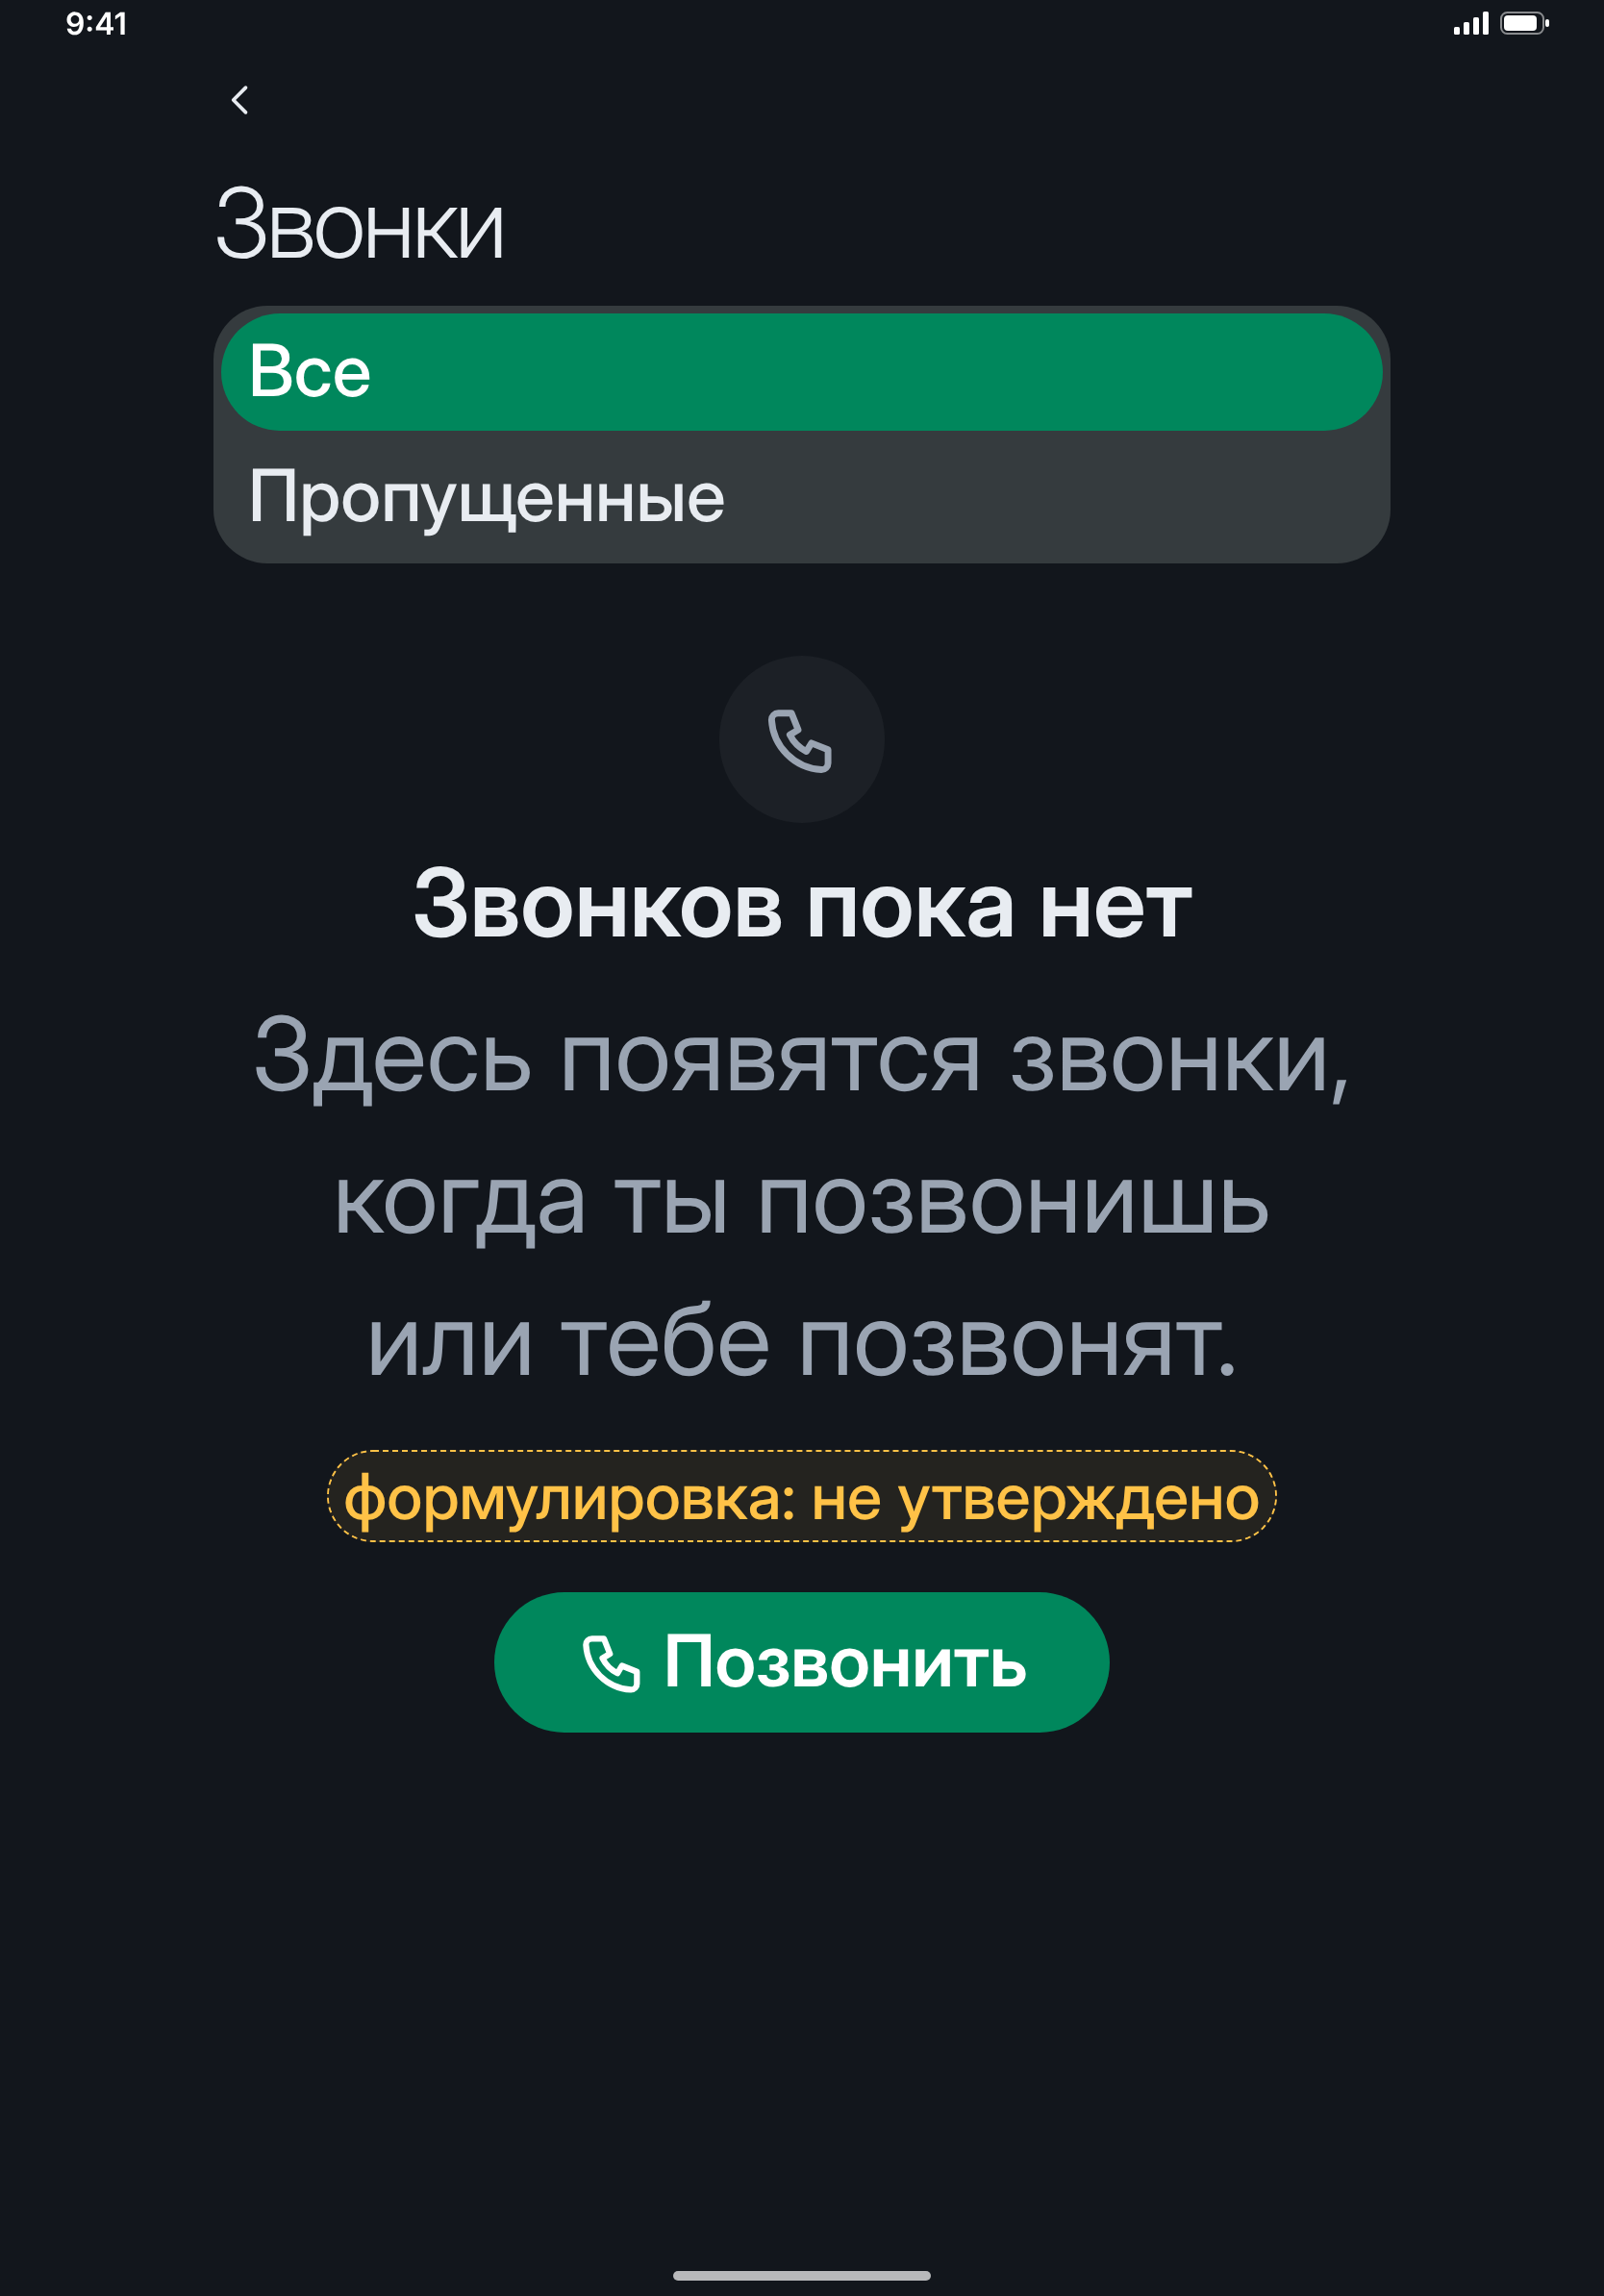 9:41
Звонки
Все
Пропущенные
Звонков пока нет
Здесь появятся звонки,
когда ты позвонишь
или тебе позвонят.
формулировка: не утверждено
Позвонить